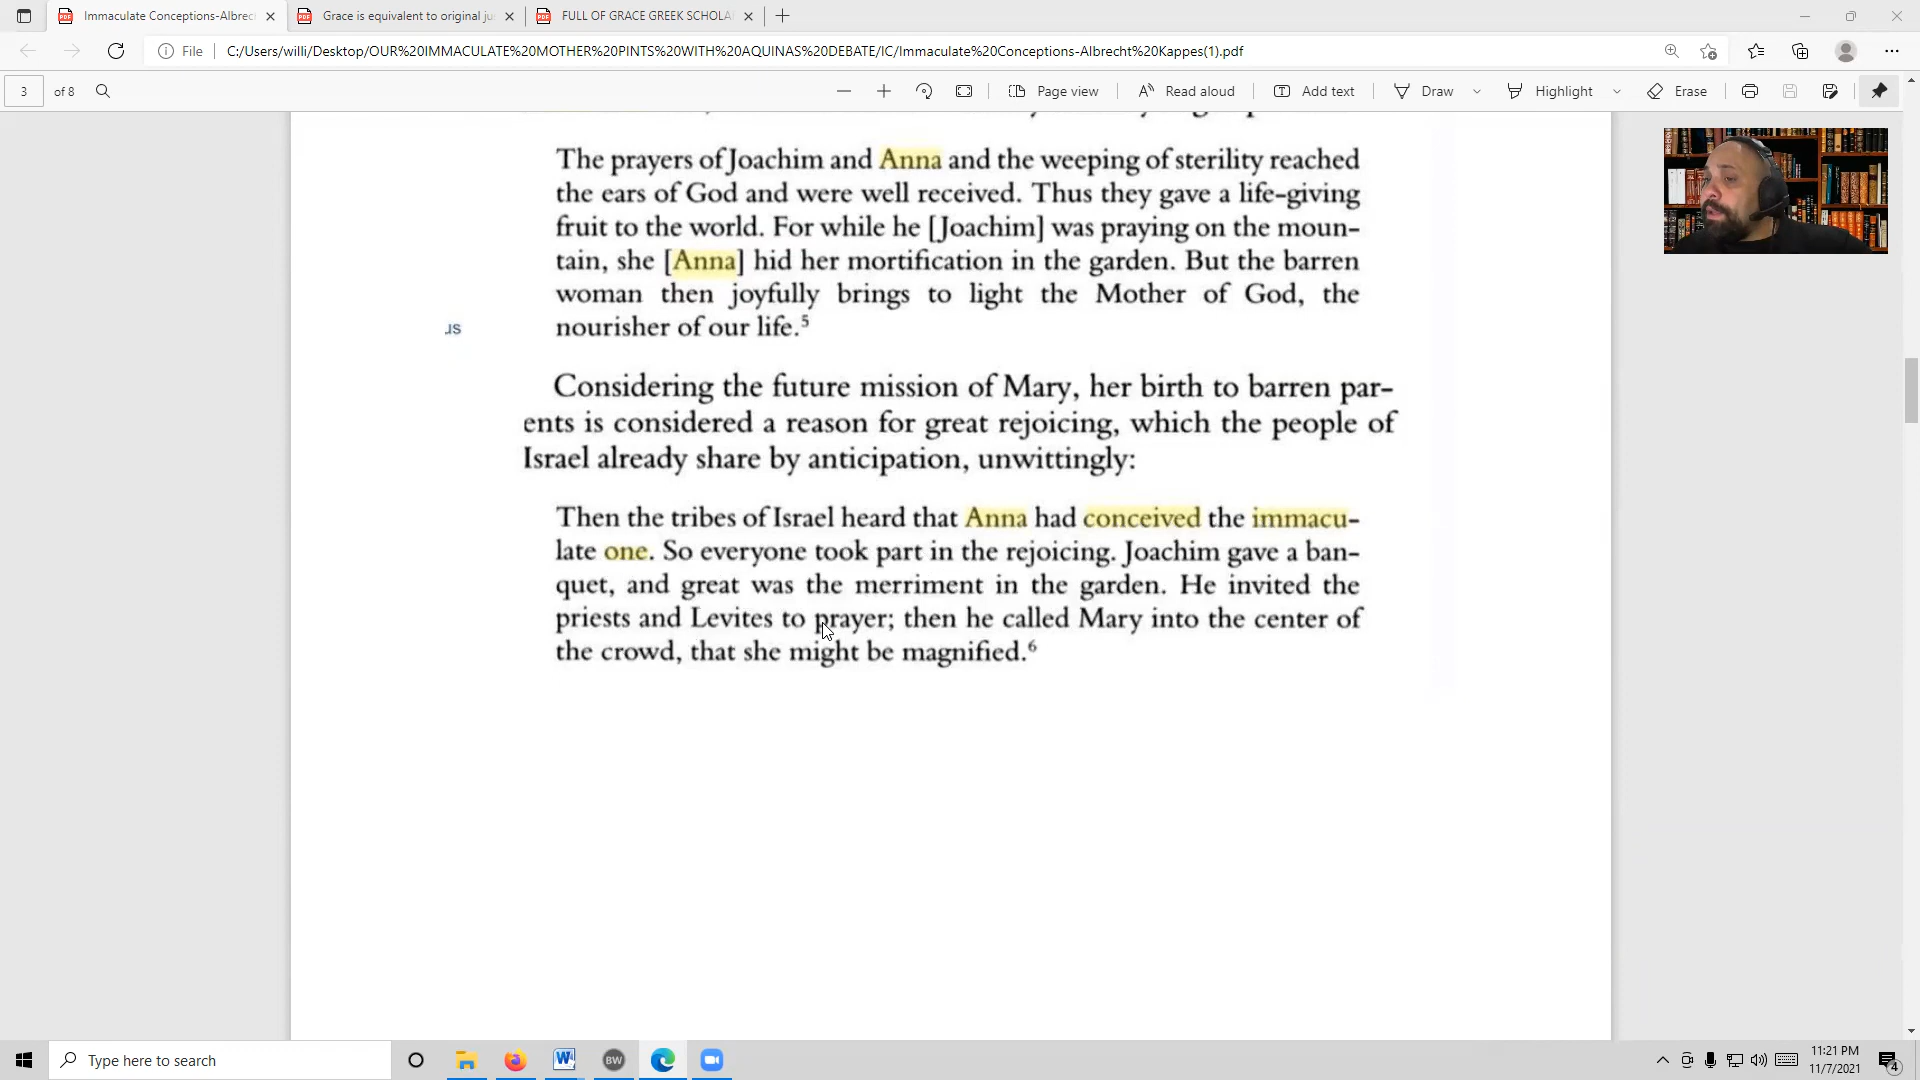 Immaculate Conceptions-Albrec
Grace is equivalent to original ju
FULL OF GRACE GREEK SCHOLA
File
C:/Users/willi/Desktop/OUR%20IMMACULATE%20MOTHER%20PINTS%20WITH%20AQUINAS%20DEBATE/IC/Immaculate%20Conceptions-Albrecht%20Kappes(1).pdf
3 of 8
Page view
Read aloud
Add text
Draw
Highlight
Erase
The prayers of Joachim and Anna and the weeping of sterility reached
the ears of God and were well received. Thus they gave a life-giving
fruit to the world. For while he [Joachim] was praying on the moun-
tain, she [Anna] hid her mortification in the garden. But the barren
woman then joyfully brings to light the Mother of God, the
nourisher of our life.5
Considering the future mission of Mary, her birth to barren par-
ents is considered a reason for great rejoicing, which the people of
Israel already share by anticipation, unwittingly:
Then the tribes of Israel heard that Anna had conceived the immacu-
late one. So everyone took part in the rejoicing. Joachim gave a ban-
quet, and great was the merriment in the garden. He invited the
priests and Levites to prayer; then he called Mary into the center of
the crowd, that she might be magnified.6
Type here to search
BW
11:21 PM
11/7/2021
4